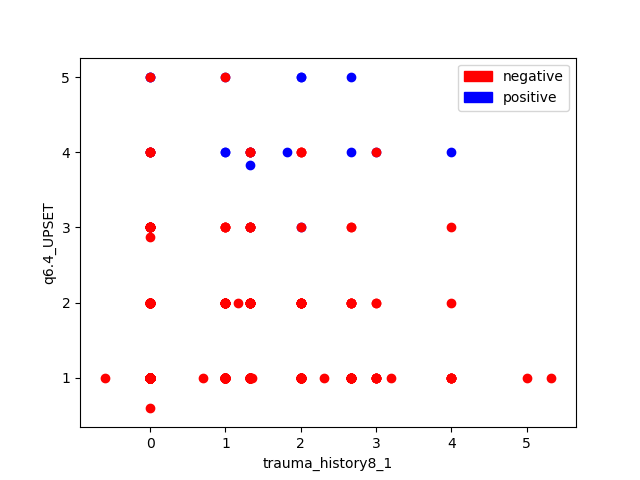 negative
positive
5
4
3
2
1
q6.4_UPSET
0 1 2 3 4 5
trauma_history8_1